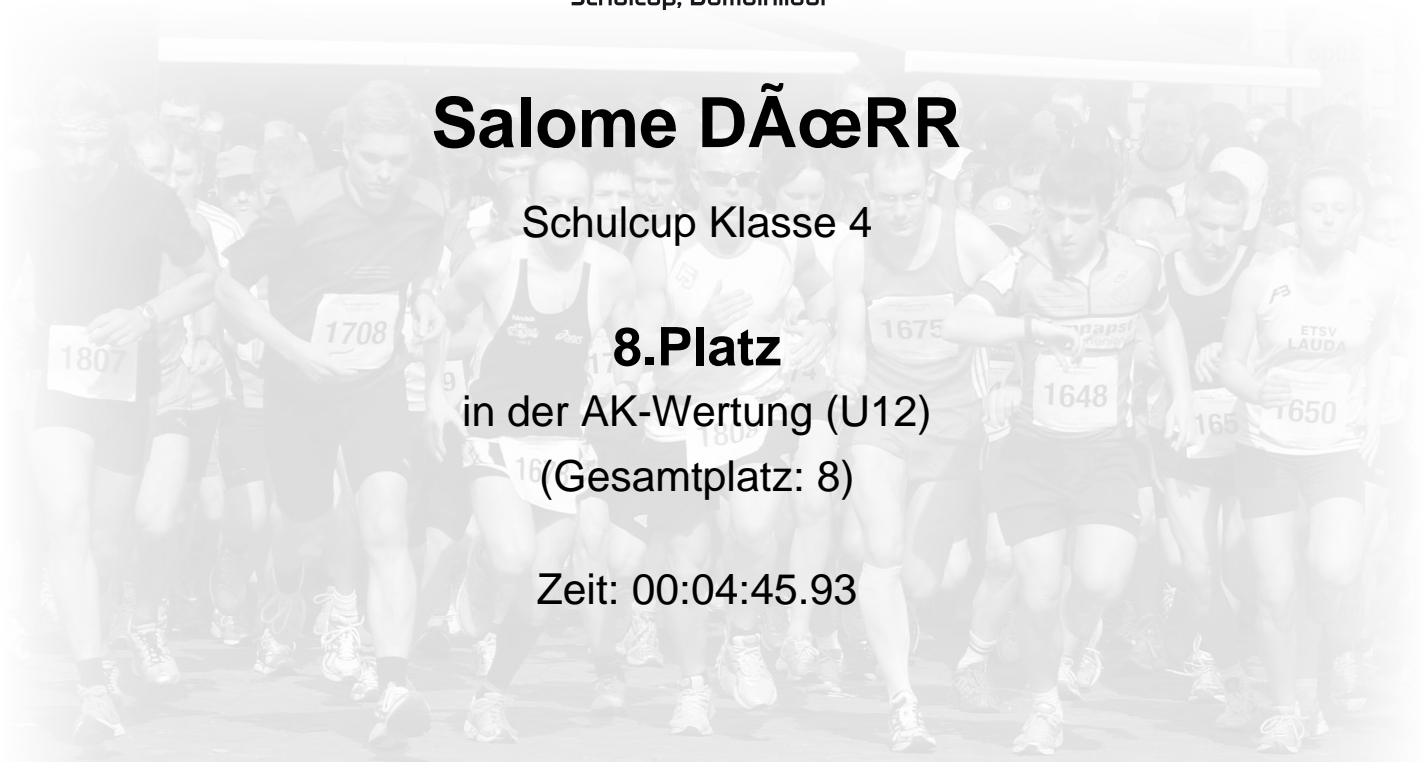 Salome DÃœRR
Schulcup Klasse 4
8.Platz
in der AK-Wertung (U12)
(Gesamtplatz: 8)
Zeit: 00:04:45.93
1807
1708
1675
1648
1650
ETSV
LAUDA